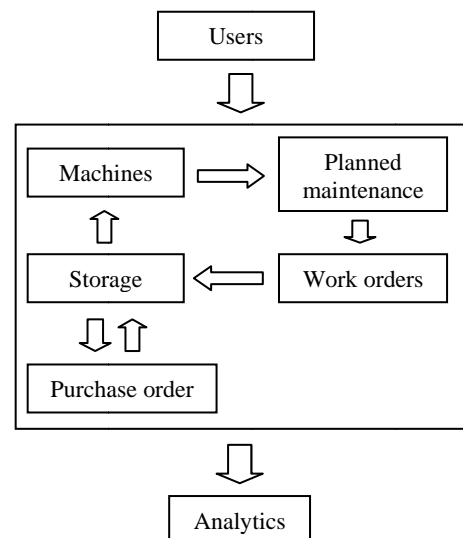 Users
Machines
Planned
maintenance
Storage
Work orders
Purchase order
Analytics